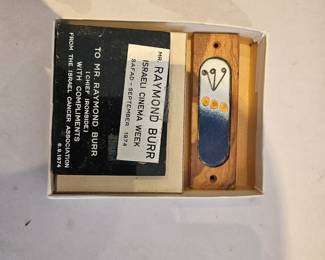 MR. RAYMOND BURR
ISRAELI CINEMA WEEK
SAFAD - SEPTEMBER 1974
TO MR. RAYMOND BURR
(CHIEF IRONSIDE)
WITH COMPLIMENTS
FROM THE ISRAEL CANCER ASSOCIATION
6.9.1974